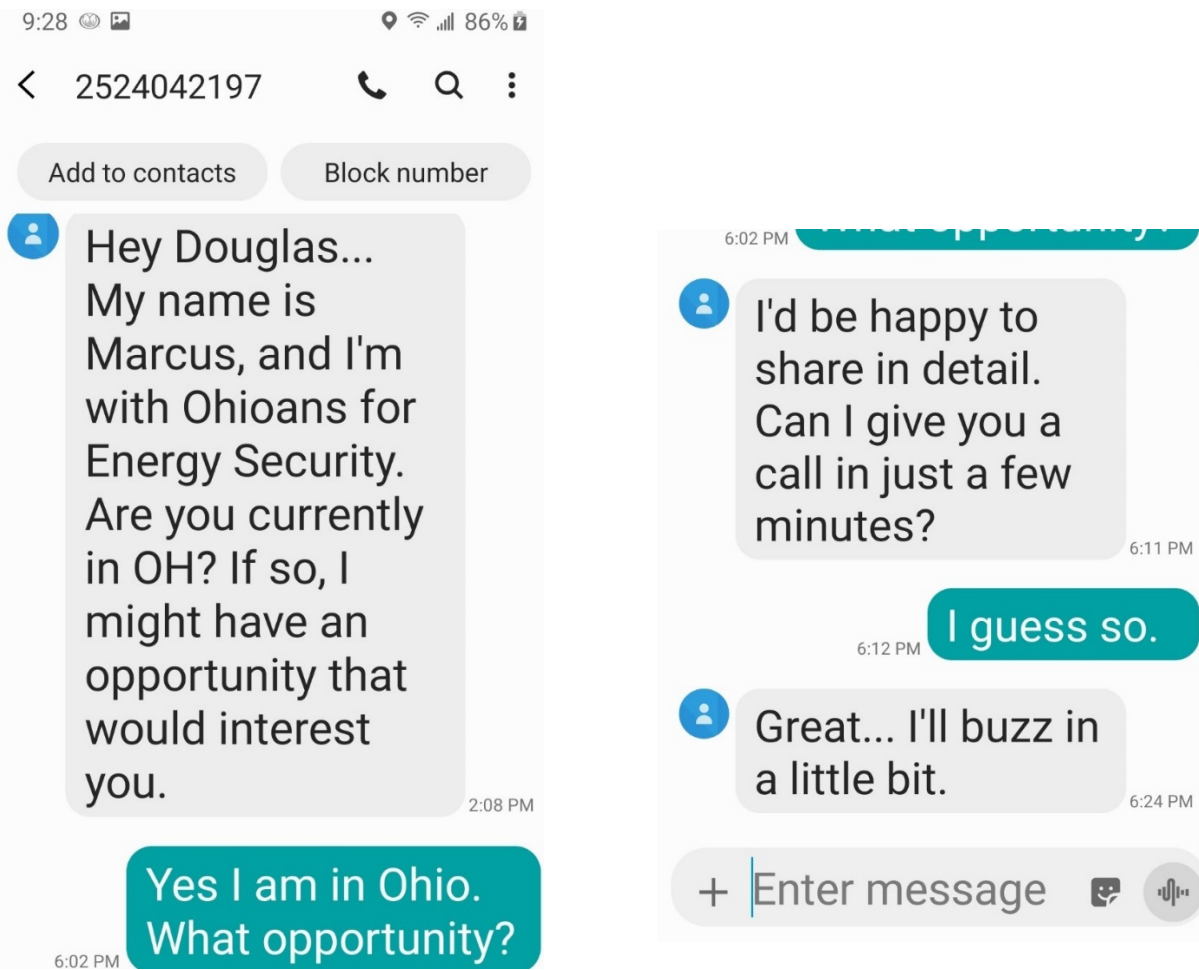 9:28 86%
2524042197
Add to contacts Block number
Hey Douglas...
My name is
Marcus, and I'm
with Ohioans for
Energy Security.
Are you currently
in OH? If so, I
might have an
opportunity that
would interest
you.
2:08 PM
Yes I am in Ohio.
What opportunity?
6:02 PM
What opportunity?
6:02 PM
I'd be happy to
share in detail.
Can I give you a
call in just a few
minutes?
6:11 PM
I guess so.
6:12 PM
Great... I'll buzz in
a little bit.
6:24 PM
Enter message